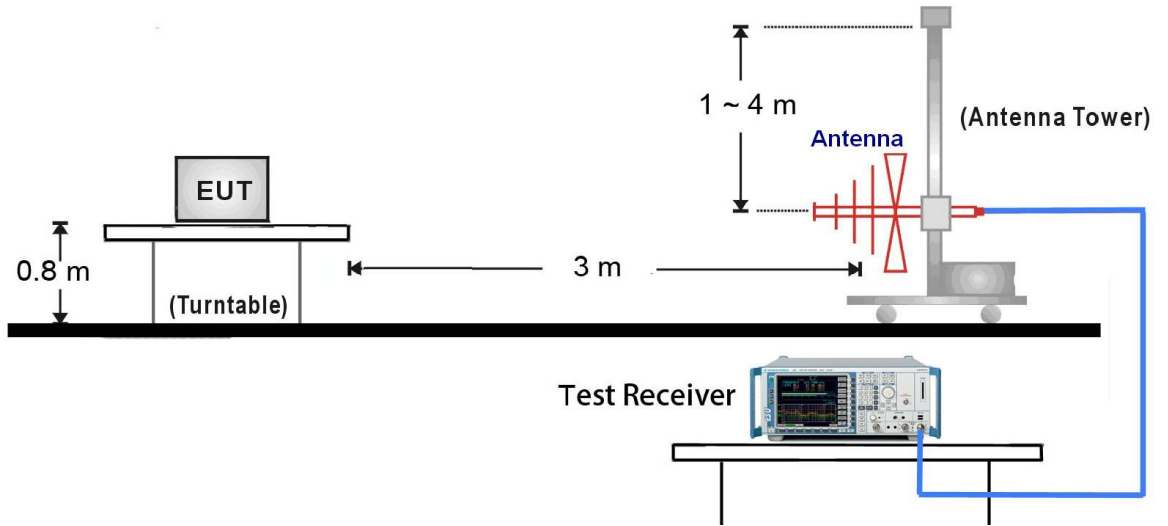 1 ~ 4 m
(Antenna Tower)
Antenna
EUT
0.8 m
3 m
(Turntable)
Test Receiver